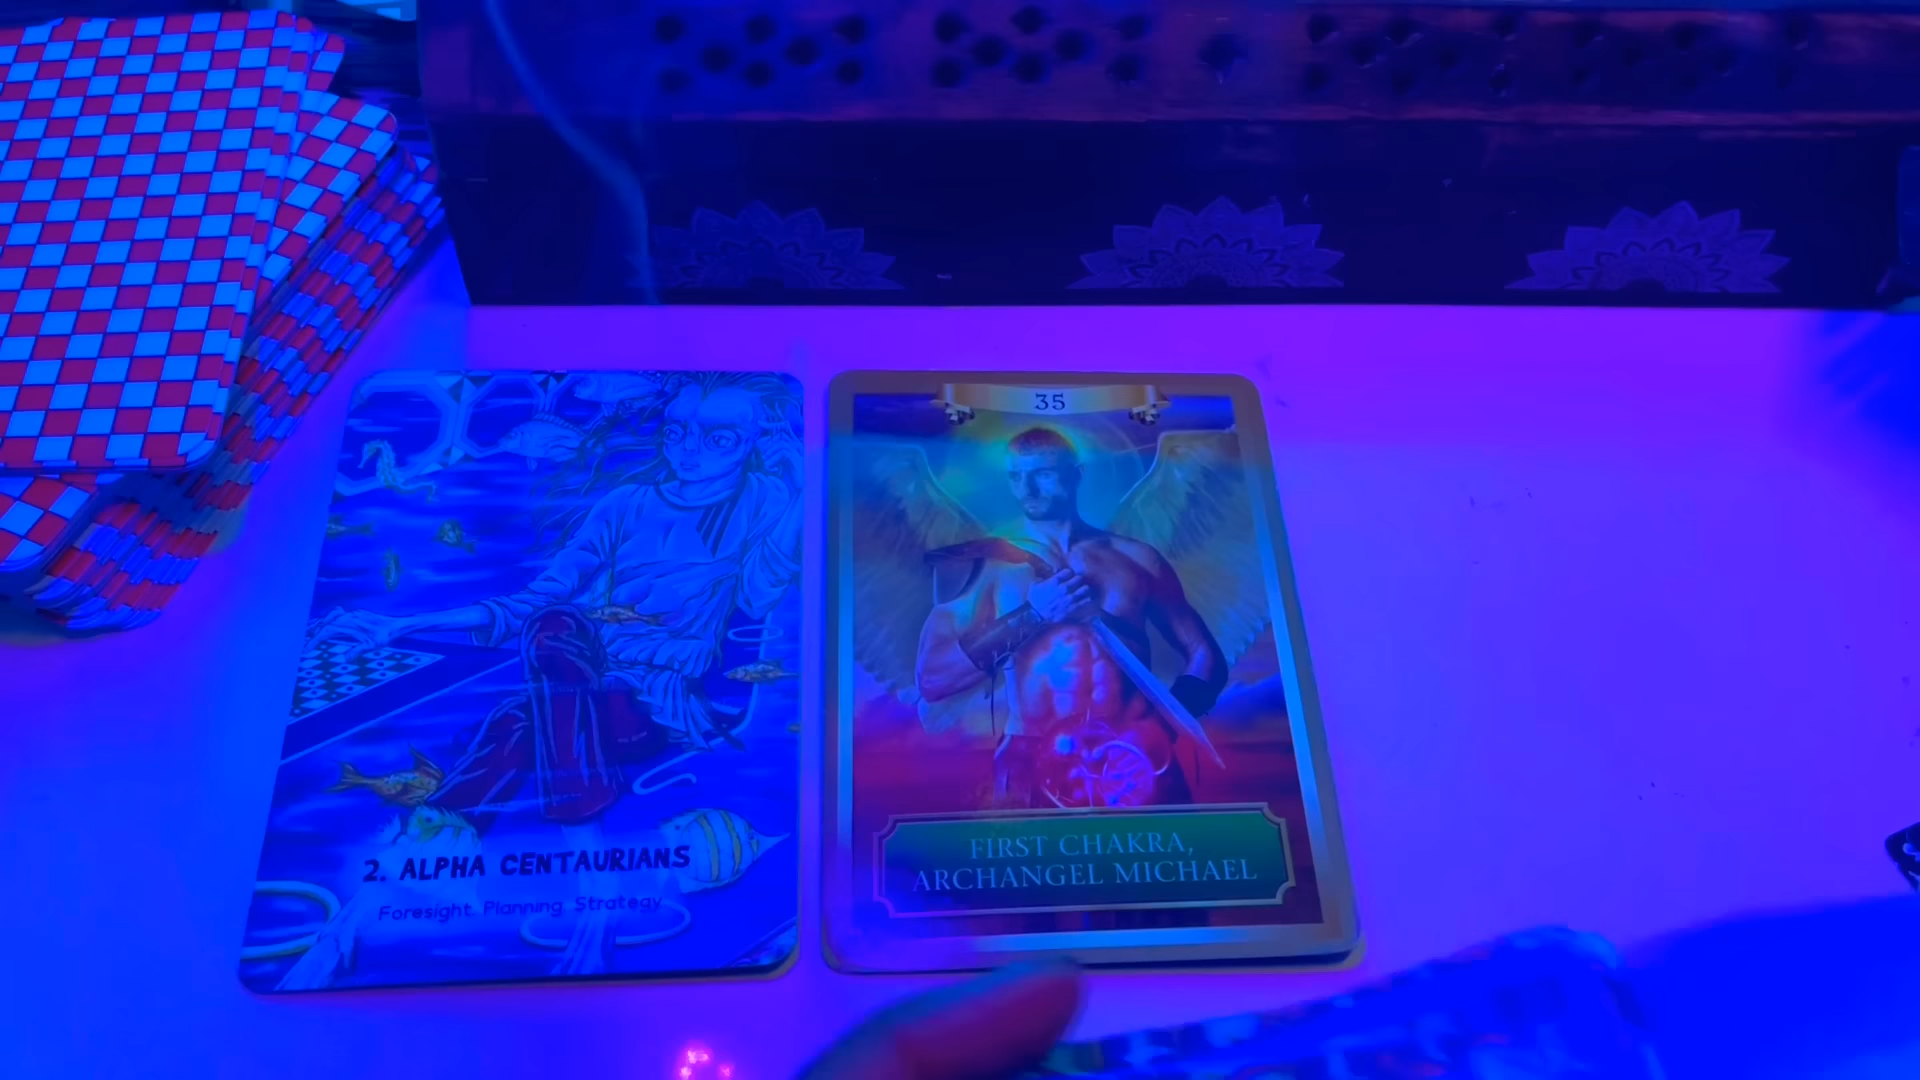 2. ALPHA CENTAURIANS
Foresight. Planning. Strategy
35
FIRST CHAKRA,
ARCHANGEL MICHAEL